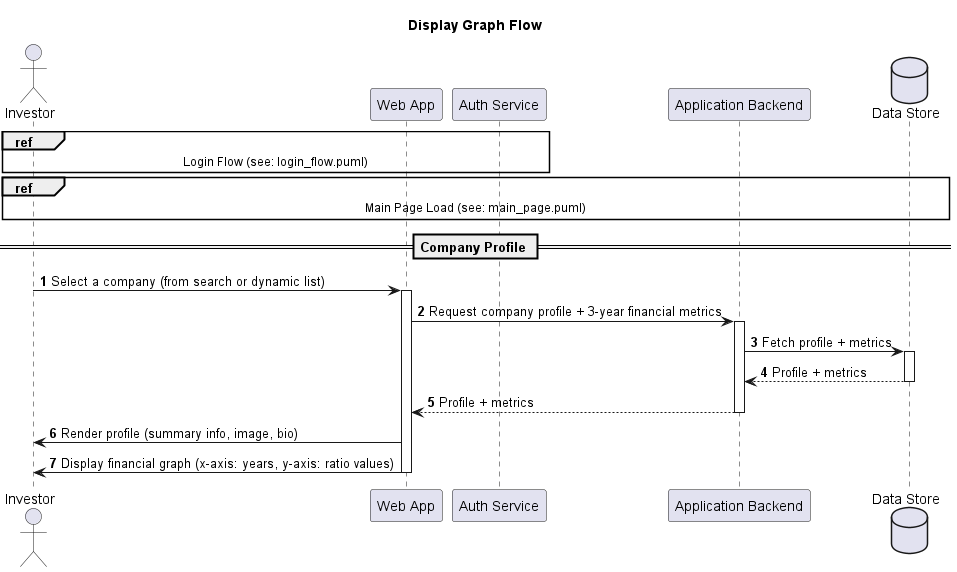 Display Graph Flow
Investor
Web App
Auth Service
Application Backend
Data Store
ref
Login Flow (see: login_flow.puml)
ref
Main Page Load (see: main_page.puml)
Company Profile
1 Select a company (from search or dynamic list)
2 Request company profile + 3-year financial metrics
3 Fetch profile + metrics
4 Profile + metrics
5 Profile + metrics
6 Render profile (summary info, image, bio)
7 Display financial graph (x-axis: years, y-axis: ratio values)
Investor
Web App
Auth Service
Application Backend
Data Store